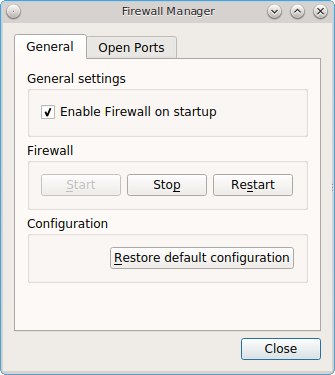 Firewall Manager
General
Open Ports
General settings
Enable Firewall on startup
Firewall
Start
Stop
Restart
Configuration
Restore default configuration
Close